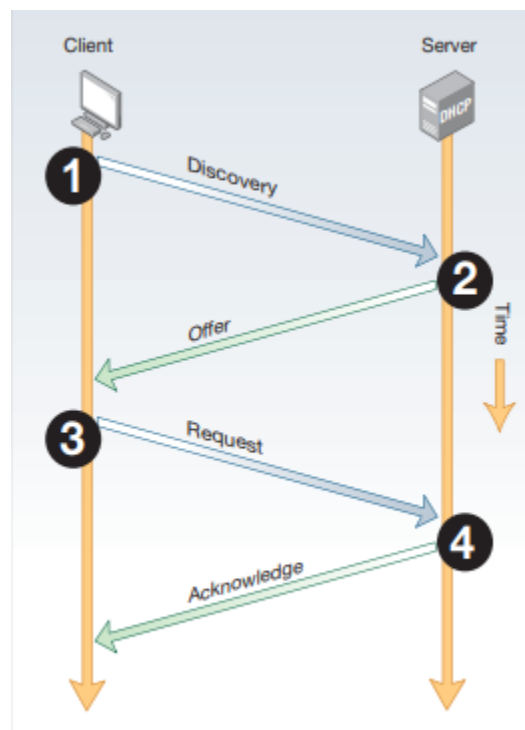 Client
Server
DHCP
1
Discovery
2
Offer
Time
3
Request
4
Acknowledge